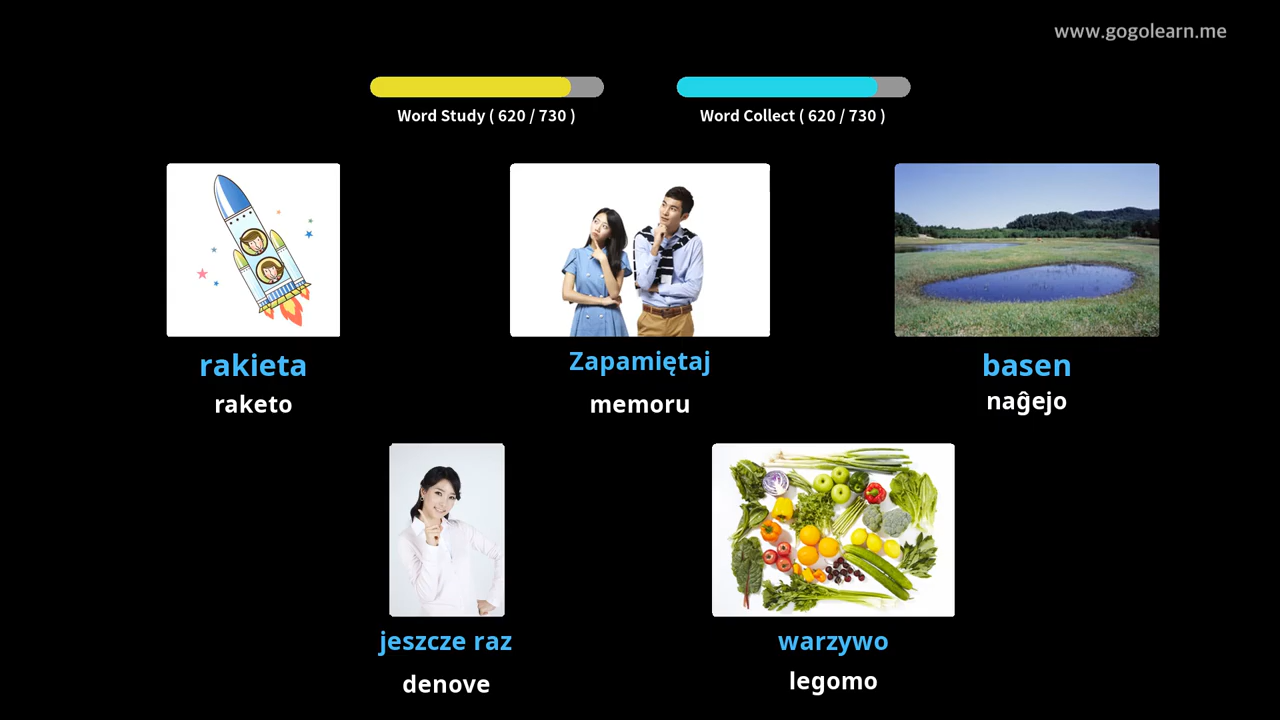 www.gogolearn.me
Word Study ( 620 / 730 )
Word Collect ( 620 / 730 )
rakieta
raketo
Zapamiętaj
memoru
basen
naĝejo
jeszcze raz
denove
warzywo
legomo